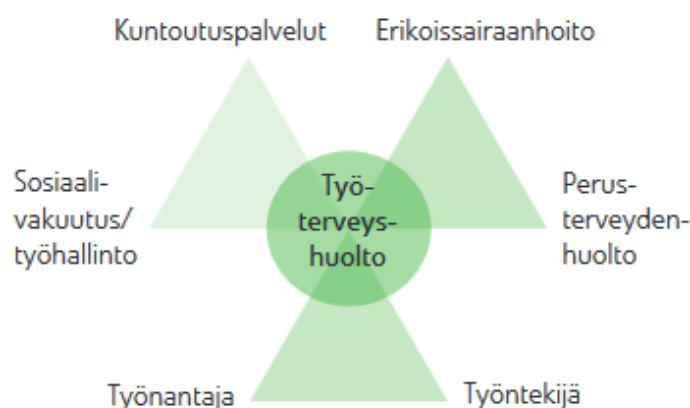 Kuntoutuspalvelut
Erikoissairaanhoito
Sosiaali-
vakuutus/
työhallinto
Työ-
terveys-
huolto
Perus-
terveyden-
huolto
Työnantaja
Työntekijä